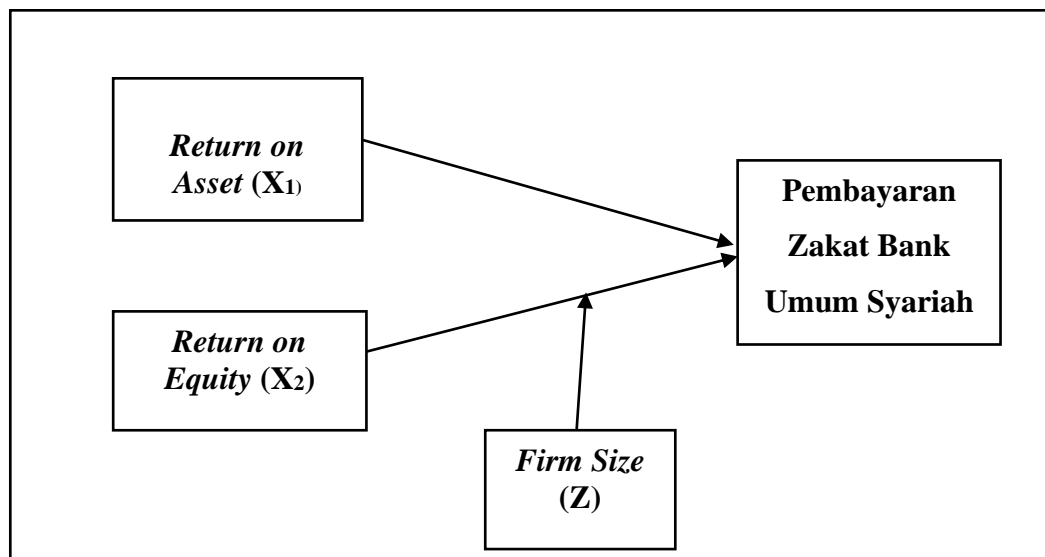 Return on
Asset (X1)
Pembayaran
Zakat Bank
Umum Syariah
Return on
Equity (X2)
Firm Size
(Z)